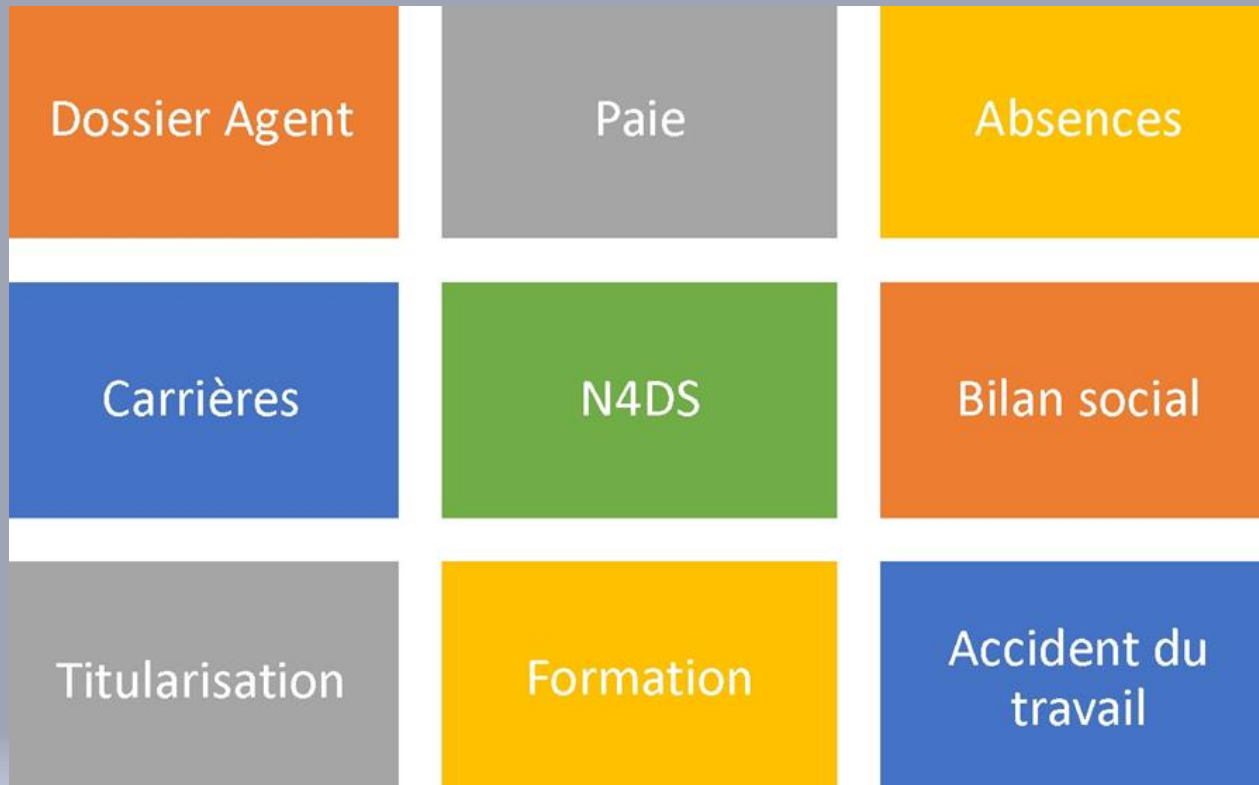 Dossier Agent
Paie
Absences
Carrières
N4DS
Bilan social
Titularisation
Formation
Accident du
travail